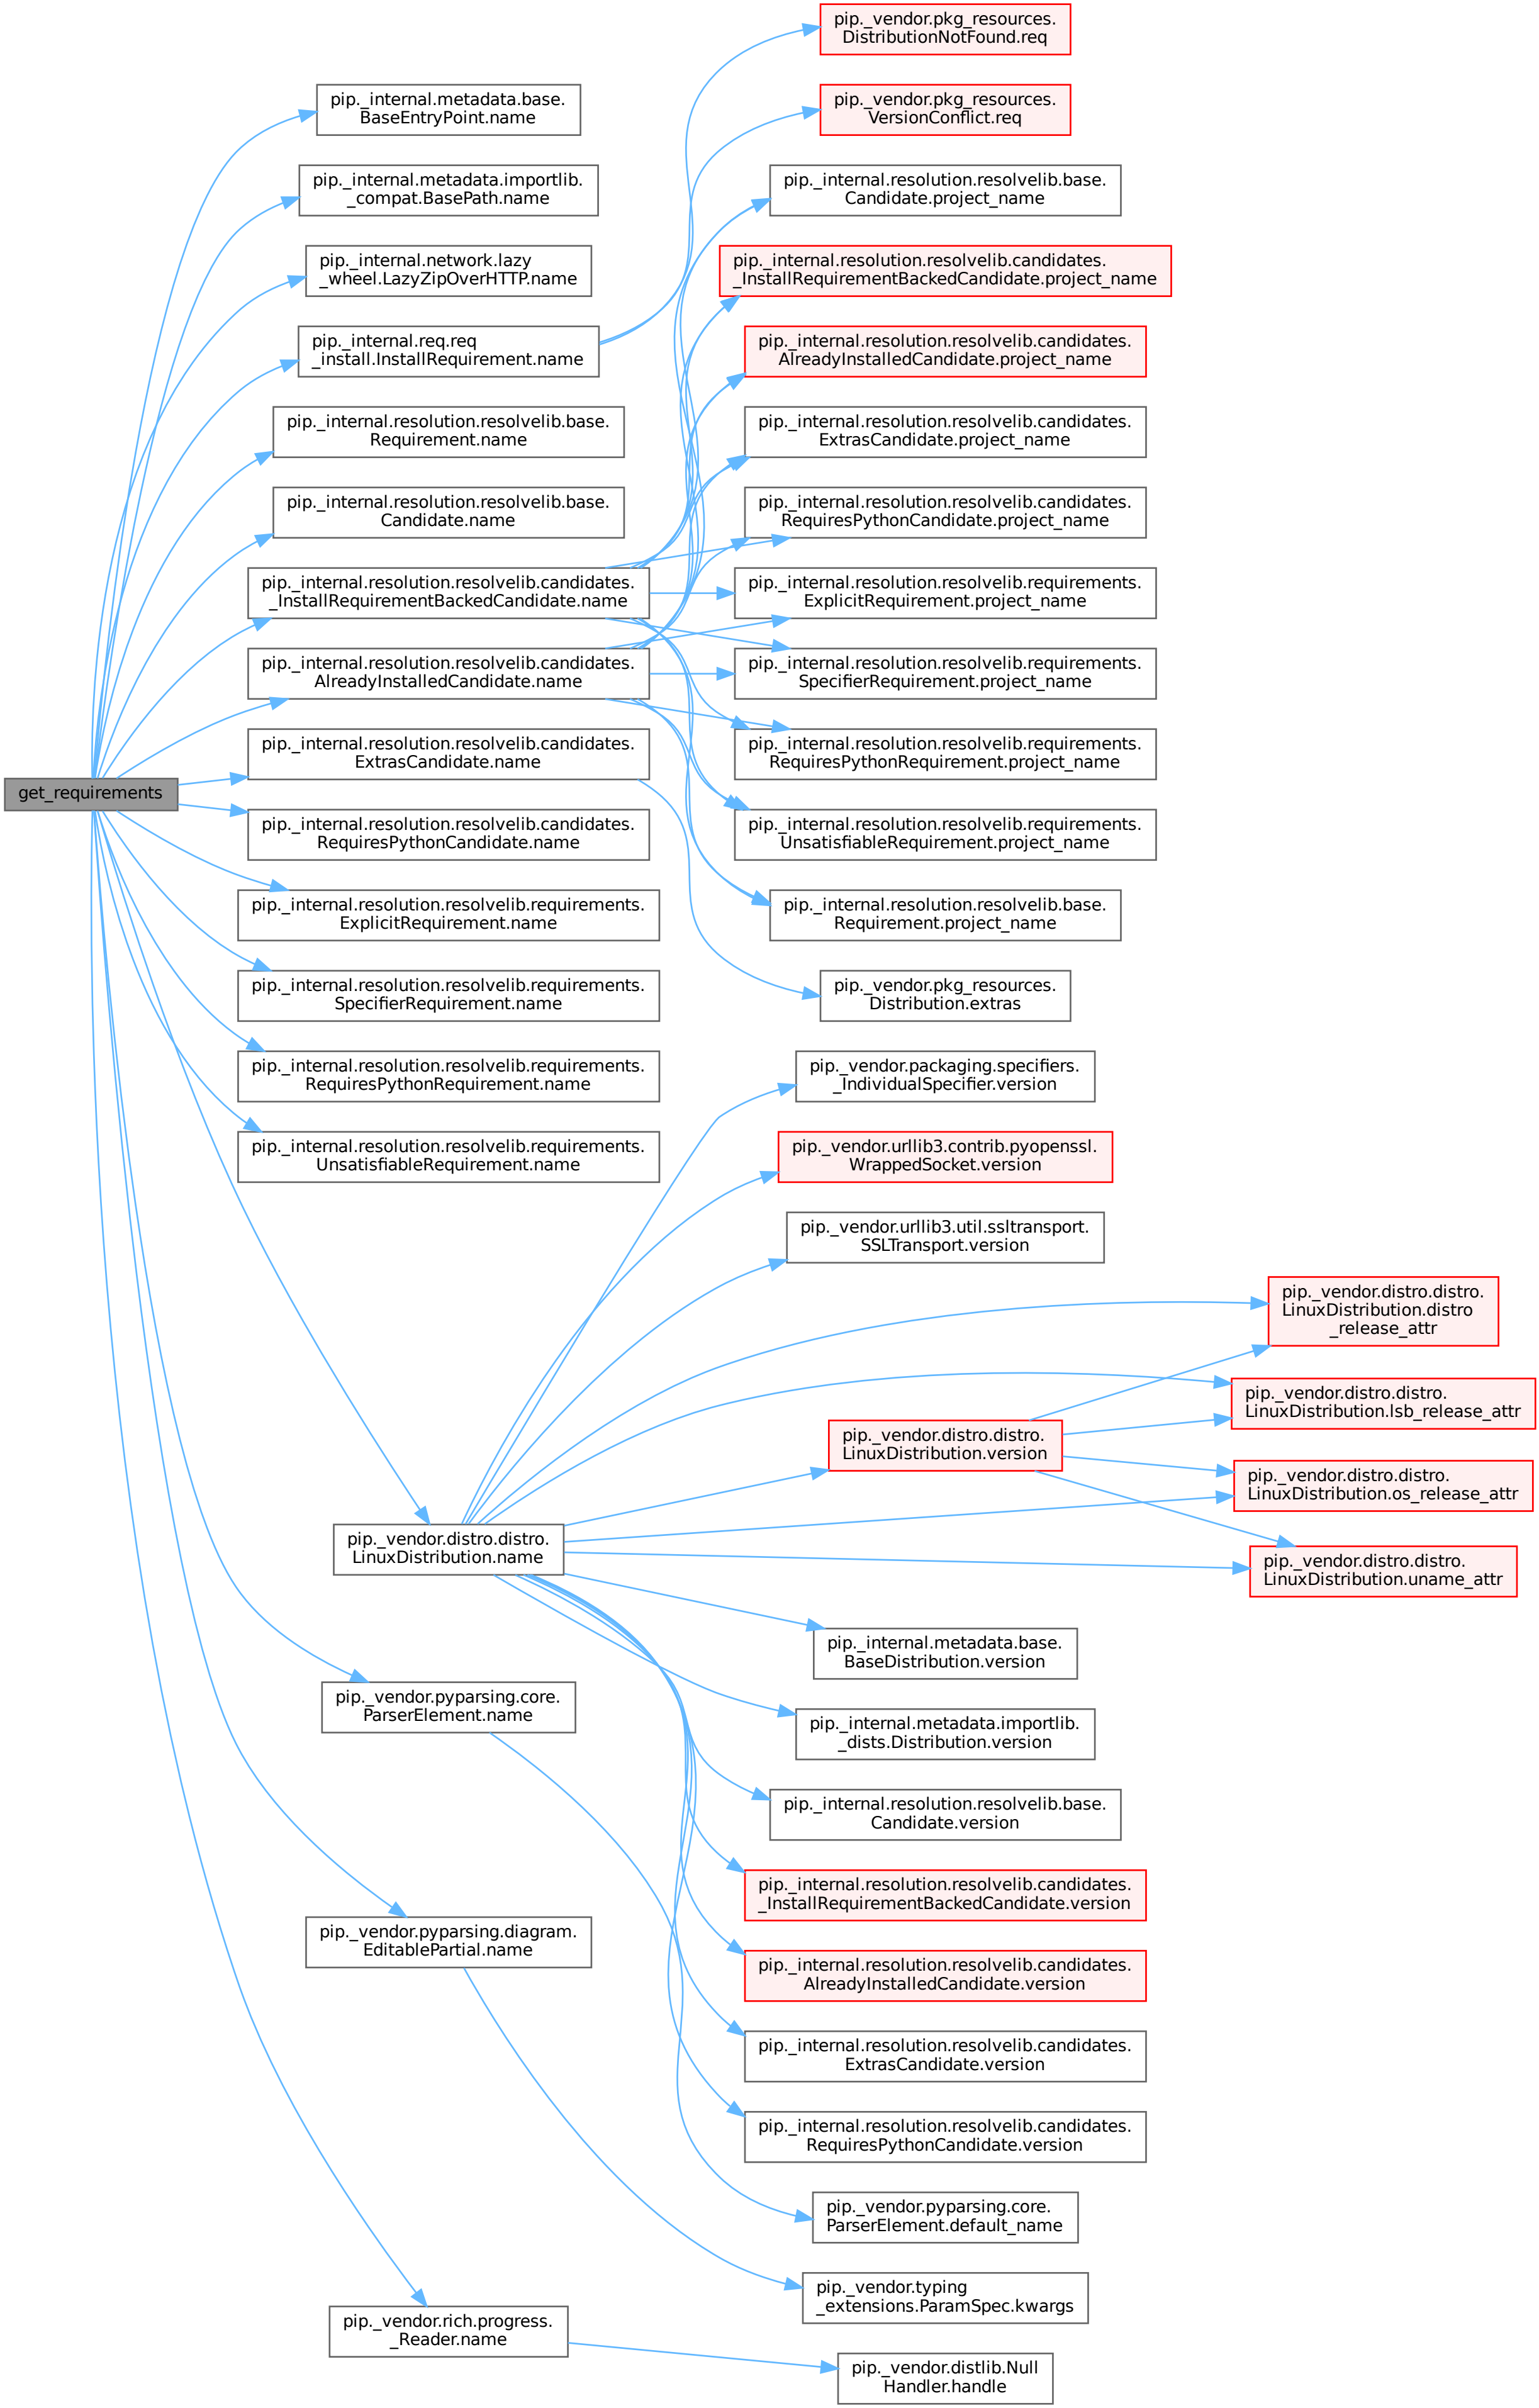 get_requirements
pip._internal.metadata.base.
BaseEntryPoint.name
pip._internal.metadata.importlib.
_compat.BasePath.name
pip._internal.network.lazy
_wheel.LazyZipOverHTTP.name
pip._internal.req.req
_install.InstallRequirement.name
pip._internal.resolution.resolvelib.base.
Requirement.name
pip._internal.resolution.resolvelib.base.
Candidate.name
pip._internal.resolution.resolvelib.candidates.
_InstallRequirementBackedCandidate.name
pip._internal.resolution.resolvelib.candidates.
AlreadyInstalledCandidate.name
pip._internal.resolution.resolvelib.candidates.
ExtrasCandidate.name
pip._internal.resolution.resolvelib.candidates.
RequiresPythonCandidate.name
pip._internal.resolution.resolvelib.requirements.
ExplicitRequirement.name
pip._internal.resolution.resolvelib.requirements.
SpecifierRequirement.name
pip._internal.resolution.resolvelib.requirements.
RequiresPythonRequirement.name
pip._internal.resolution.resolvelib.requirements.
UnsatisfiableRequirement.name
pip._vendor.distro.distro.
LinuxDistribution.name
pip._vendor.pyparsing.core.
ParserElement.name
pip._vendor.pyparsing.diagram.
EditablePartial.name
pip._vendor.rich.progress.
_Reader.name
pip._vendor.pkg_resources.
DistributionNotFound.req
pip._vendor.pkg_resources.
VersionConflict.req
pip._internal.resolution.resolvelib.base.
Candidate.project_name
pip._internal.resolution.resolvelib.candidates.
_InstallRequirementBackedCandidate.project_name
pip._internal.resolution.resolvelib.candidates.
AlreadyInstalledCandidate.project_name
pip._internal.resolution.resolvelib.candidates.
ExtrasCandidate.project_name
pip._internal.resolution.resolvelib.candidates.
RequiresPythonCandidate.project_name
pip._internal.resolution.resolvelib.requirements.
ExplicitRequirement.project_name
pip._internal.resolution.resolvelib.requirements.
SpecifierRequirement.project_name
pip._internal.resolution.resolvelib.requirements.
RequiresPythonRequirement.project_name
pip._internal.resolution.resolvelib.requirements.
UnsatisfiableRequirement.project_name
pip._internal.resolution.resolvelib.base.
Requirement.project_name
pip._vendor.pkg_resources.
Distribution.extras
pip._vendor.packaging.specifiers.
_IndividualSpecifier.version
pip._vendor.urllib3.contrib.pyopenssl.
WrappedSocket.version
pip._vendor.urllib3.util.ssltransport.
SSLTransport.version
pip._vendor.distro.distro.
LinuxDistribution.version
pip._internal.metadata.base.
BaseDistribution.version
pip._internal.metadata.importlib.
_dists.Distribution.version
pip._internal.resolution.resolvelib.base.
Candidate.version
pip._internal.resolution.resolvelib.candidates.
_InstallRequirementBackedCandidate.version
pip._internal.resolution.resolvelib.candidates.
AlreadyInstalledCandidate.version
pip._internal.resolution.resolvelib.candidates.
ExtrasCandidate.version
pip._internal.resolution.resolvelib.candidates.
RequiresPythonCandidate.version
pip._vendor.pyparsing.core.
ParserElement.default_name
pip._vendor.typing
_extensions.ParamSpec.kwargs
pip._vendor.distlib.Null
Handler.handle
pip._vendor.distro.distro.
LinuxDistribution.distro
_release_attr
pip._vendor.distro.distro.
LinuxDistribution.lsb_release_attr
pip._vendor.distro.distro.
LinuxDistribution.os_release_attr
pip._vendor.distro.distro.
LinuxDistribution.uname_attr